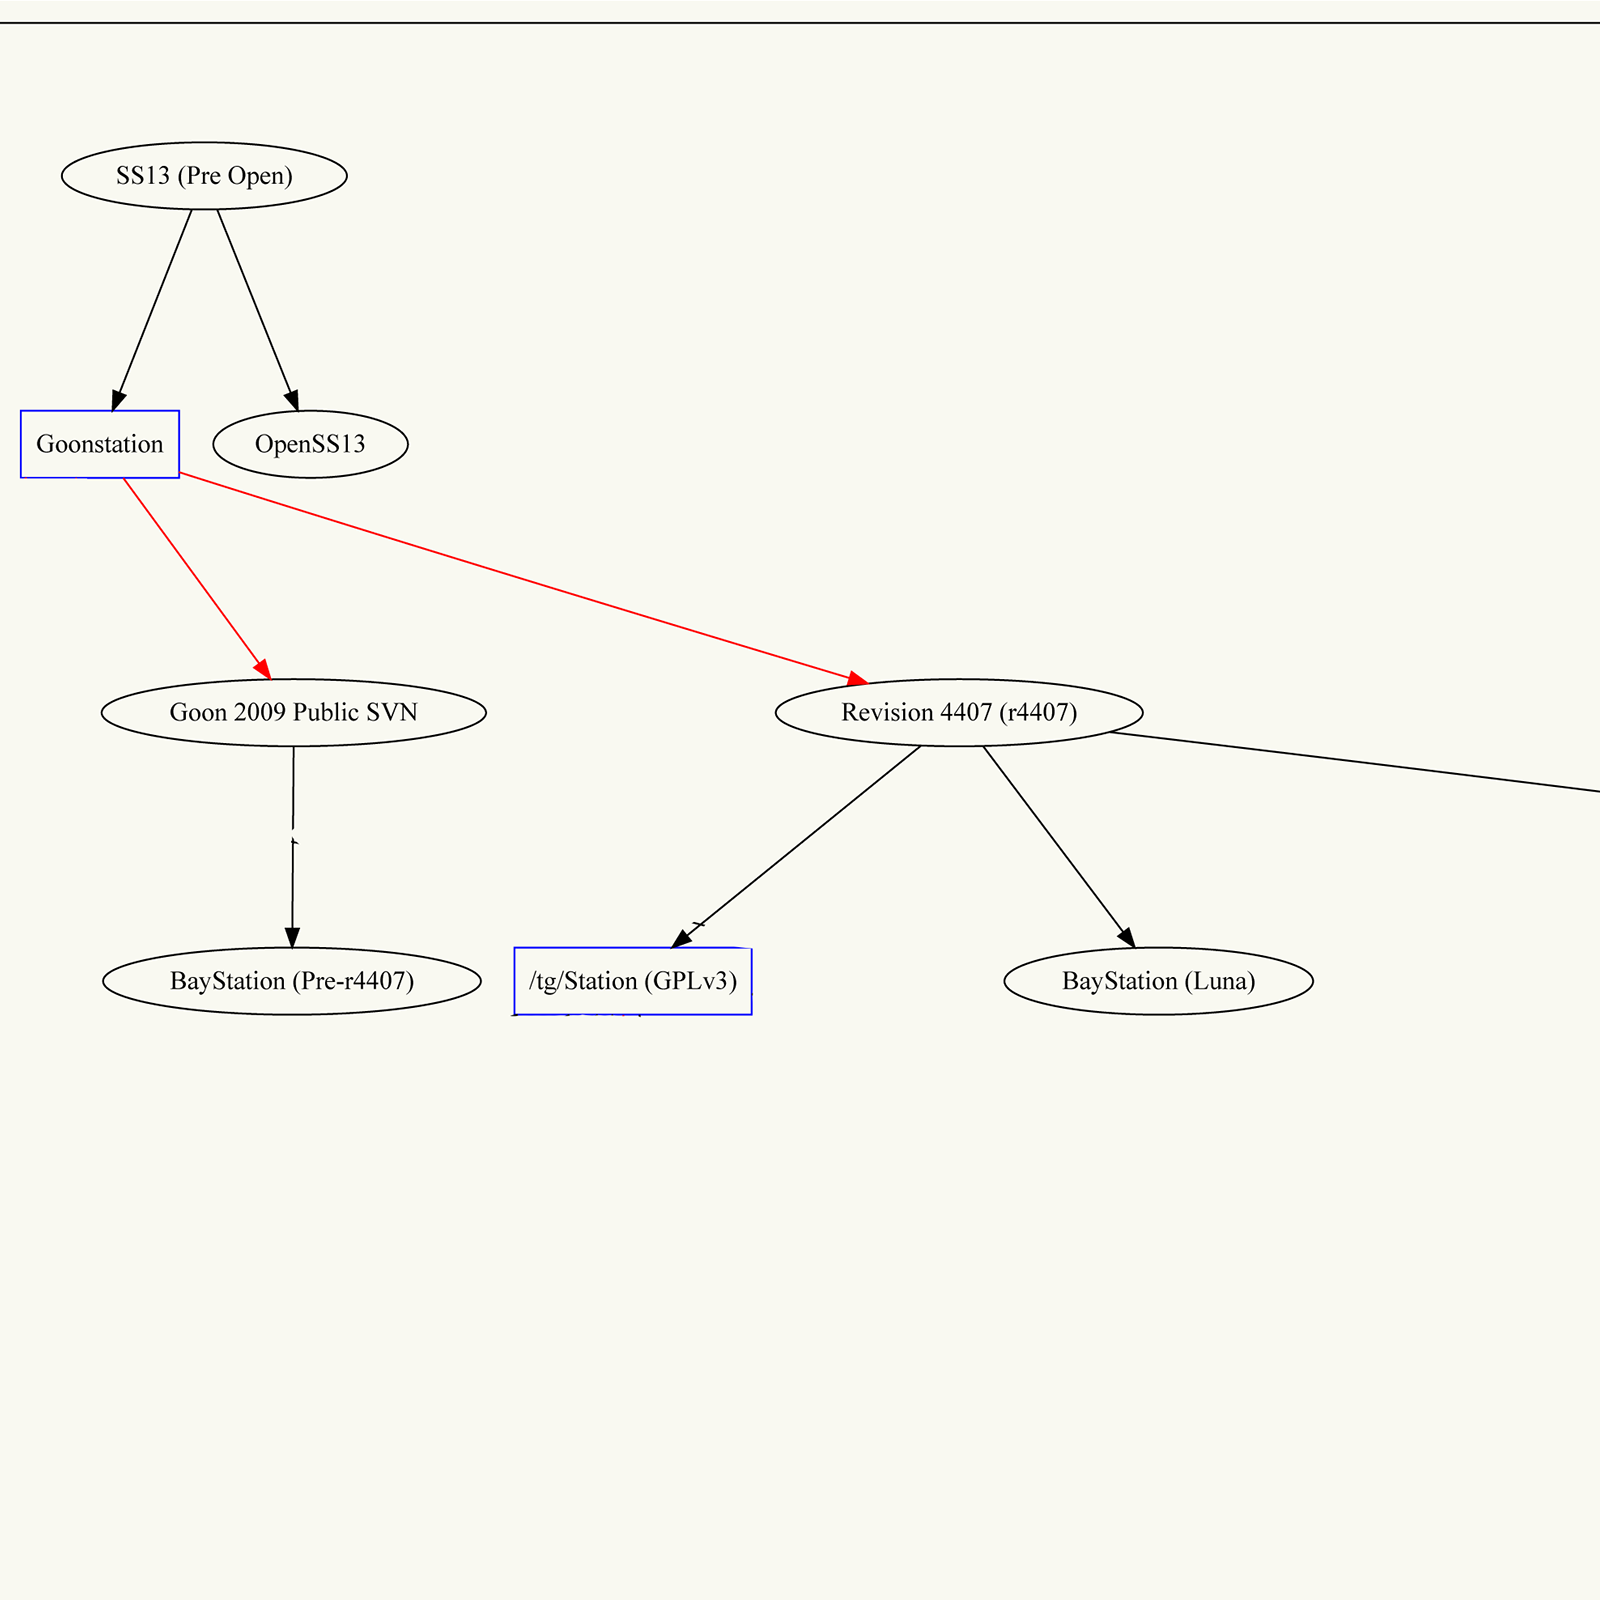 SS13 (Pre Open)
Goonstation
OpenSS13
Goon 2009 Public SVN
Revision 4407 (r4407)
BayStation (Pre-r4407)
/tg/Station (GPLv3)
BayStation (Luna)